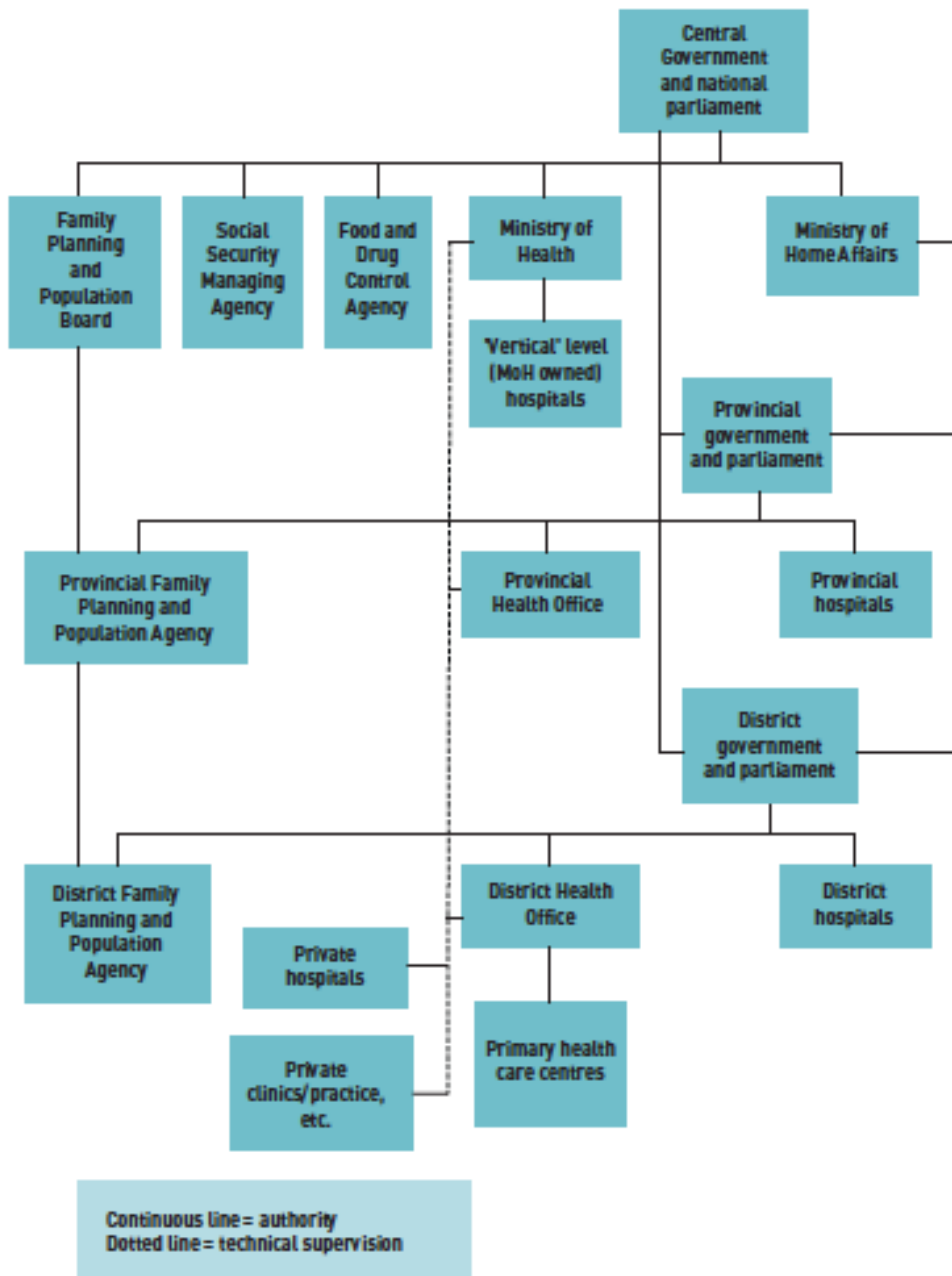 Central
Government
and national
parliament
Family
Planning
and
Population
Board
Social
Security
Managing
Agency
Food and
Drug
Control
Agency
Ministry of
Health
Ministry of
Home Affairs
"Vertical" level
(MoH owned)
hospitals
Provincial
government
and parliament
Provincial Family
Planning and
Population Agency
Provincial
Health Office
Provincial
hospitals
District
government
and parliament
District Family
Planning and
Population
Agency
District Health
Office
District
hospitals
Private
hospitals
Primary health
care centres
Private
clinics/practice,
etc.
Continuous line = authority
Dotted line = technical supervision